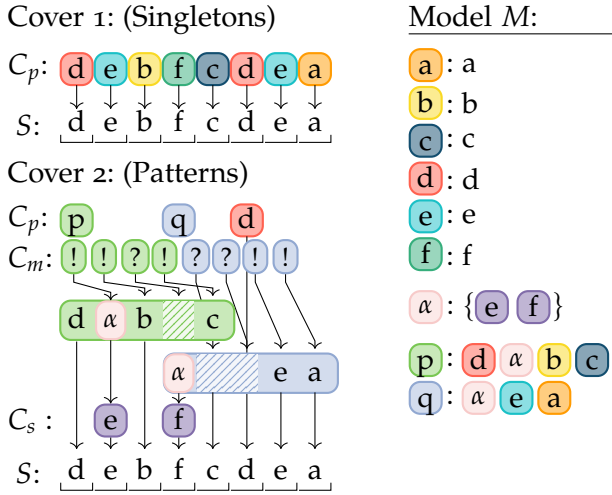 Cover 1: (Singletons)
Cₚ: d e b f c d e a
S: d e b f c d e a
Cover 2: (Patterns)
Cₚ: p q d
Cₘ: ! ! ? ! ? ? ! !
d α b c
α e a
Cₛ: e f
S: d e b f c d e a
Model M:
a : a
b : b
c : c
d : d
e : e
f : f
α : {e f}
p : d α b c
q : α e a